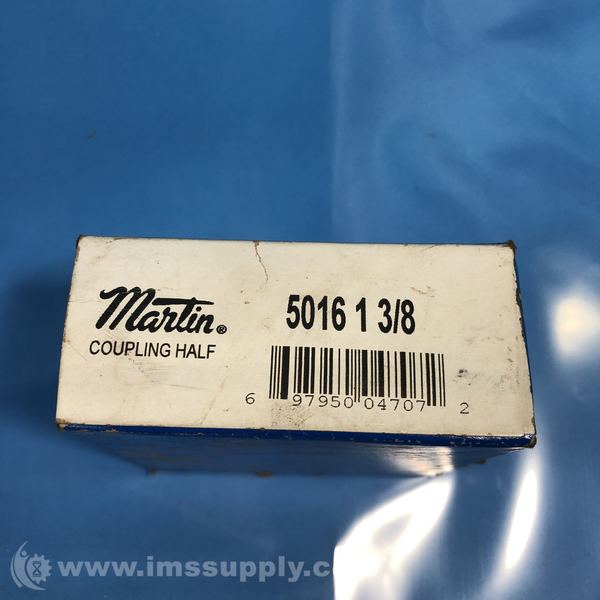 Martin®
COUPLING HALF
5016 1 3/8
6 97950 04707 2
www.imssupply.c